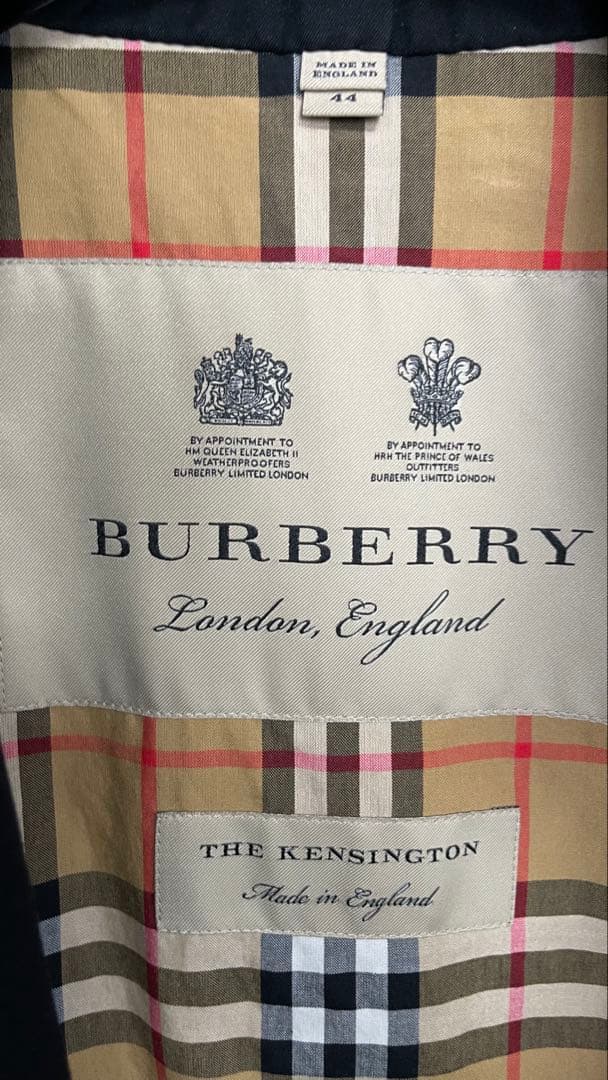 MADE IN
ENGLAND
44
BY APPOINTMENT TO
HM QUEEN ELIZABETH II
WEATHERPROOFERS
BURBERRY LIMITED LONDON
BY APPOINTMENT TO
HRH THE PRINCE OF WALES
OUTFITTERS
BURBERRY LIMITED LONDON
BURBERRY
London, England
THE KENSINGTON
Made in England